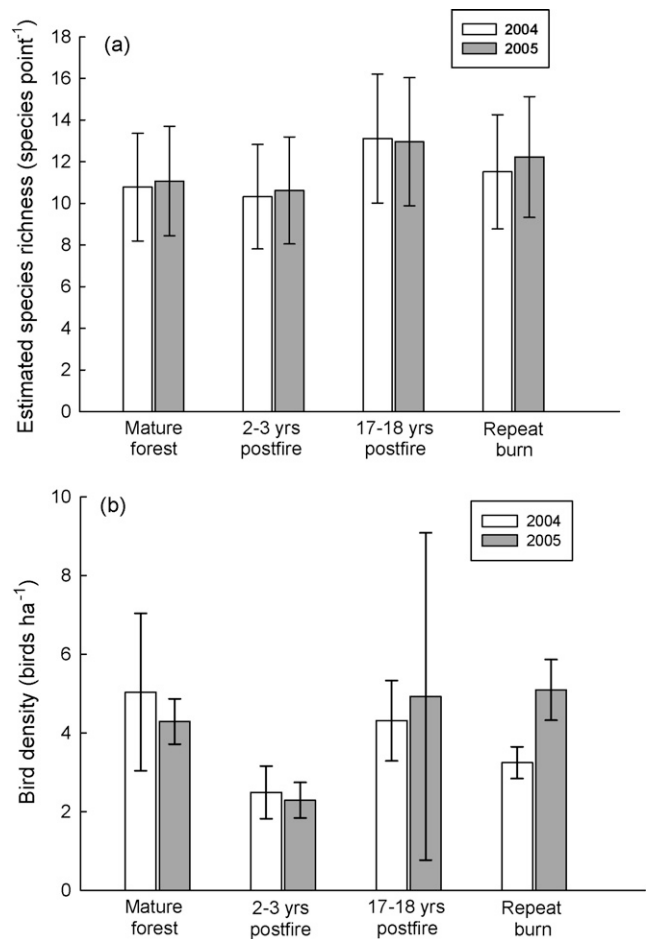 (a)
2004
2005
Estimated species richness (species point⁻¹)
18
16
14
12
10
8
6
4
2
0
Mature
forest
2-3 yrs
postfire
17-18 yrs
postfire
Repeat
burn
(b)
2004
2005
Bird density (birds ha⁻¹)
10
8
6
4
2
0
Mature
forest
2-3 yrs
postfire
17-18 yrs
postfire
Repeat
burn